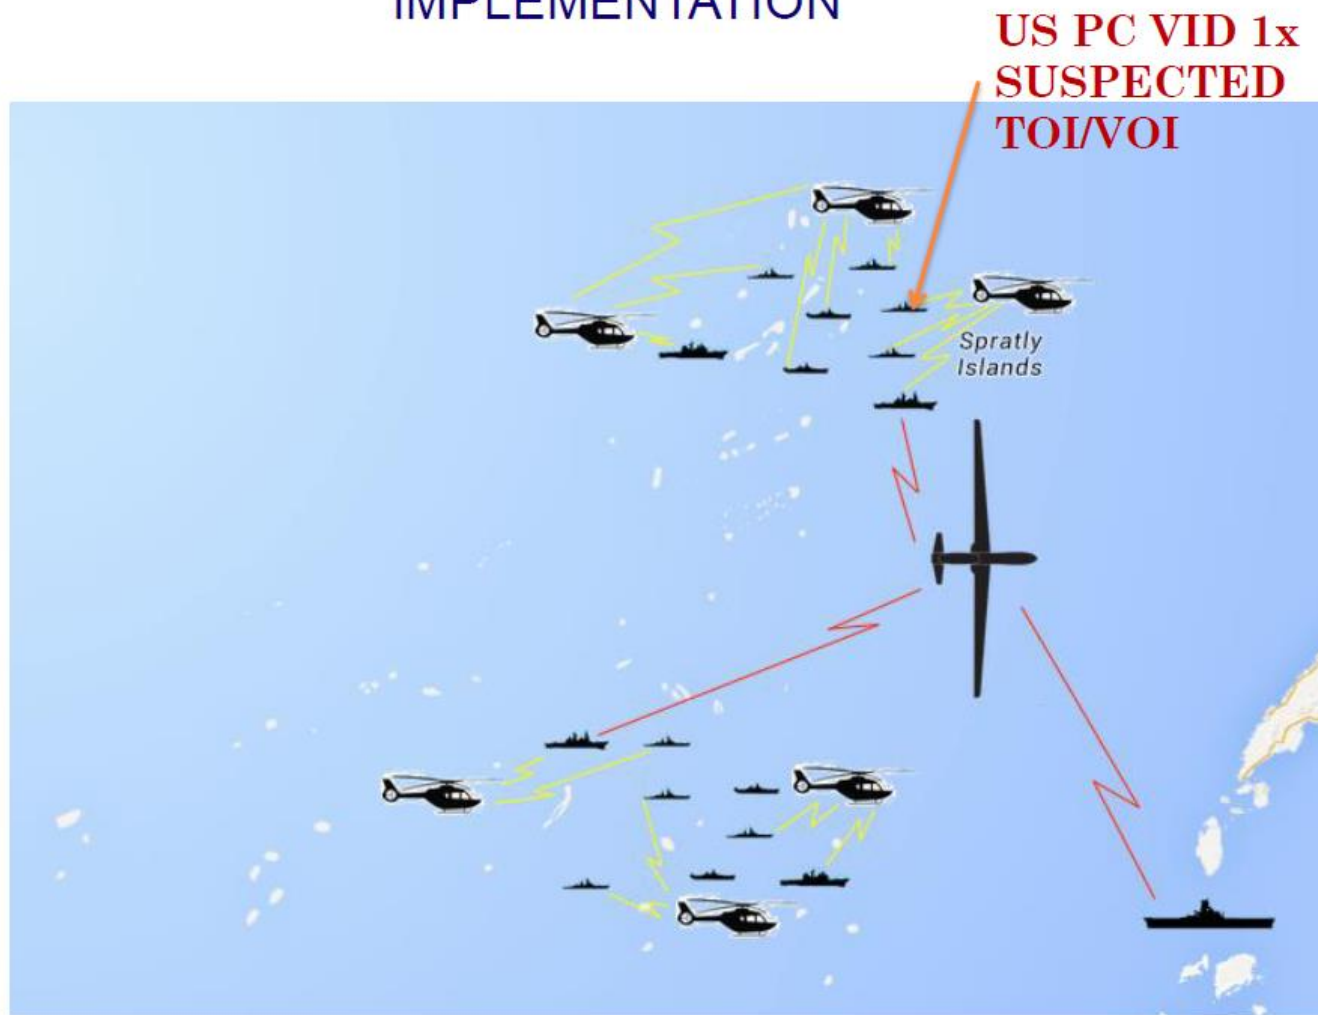 IMPLEMENTATION
US PC VID 1x
SUSPECTED
TOI/VOI
Spratly
Islands